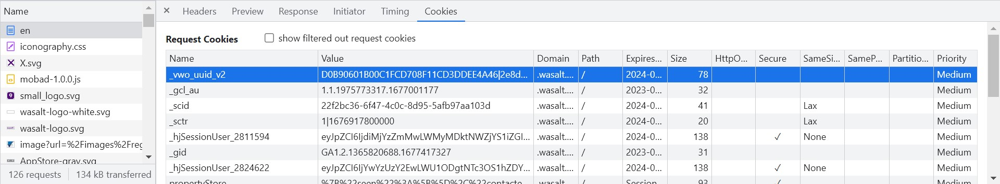 Name
en
iconography.css
X.svg
mobad-1.0.0.js
small_logo.svg
wasalt-logo-white.svg
wasalt-logo.svg
image?url=%2Fimages%2Freg
AppStore-gray.svg
126 requests 134 kB transferred
× Headers Preview Response Initiator Timing Cookies
Request Cookies show filtered out request cookies
Name Value Domain Path Expires... Size HttpO... Secure SameSi... SameP... Partitio... Priority
_vwo_uuid_v2 D0B90601B00C1FCD708F11CD3DDEE4A46|2e8d... .wasalt.... / 2024-0... 78 Medium
_gcl_au 1.1.1975773317.1677001177 .wasalt.... / 2023-0... 32 Medium
_scid 22f2bc36-6f47-4c0c-8d95-5afb97aa103d .wasalt.... / 2024-0... 41 Lax Medium
_sctr 1|1676917800000 .wasalt.... / 2024-0... 20 Lax Medium
_hjSessionUser_2811594 eyJpZCI6IjdiMjYzZmMwLWMyMDktNWZjYS1iZGI... .wasalt.... / 2024-0... 138 ✓ None Medium
_gid GA1.2.1365820688.1677417327 .wasalt.... / 2023-0... 31 Medium
_hjSessionUser_2824622 eyJpZCI6IjYwYzUzY2EwLWU1ODgtNTc3OS1hZDY... .wasalt.... / 2024-0... 138 ✓ None Medium
propertyStore %7B%22seen%22%3A%5B%5D%2C%22contacte... .wasalt.... / Session 93 ✓ Medium